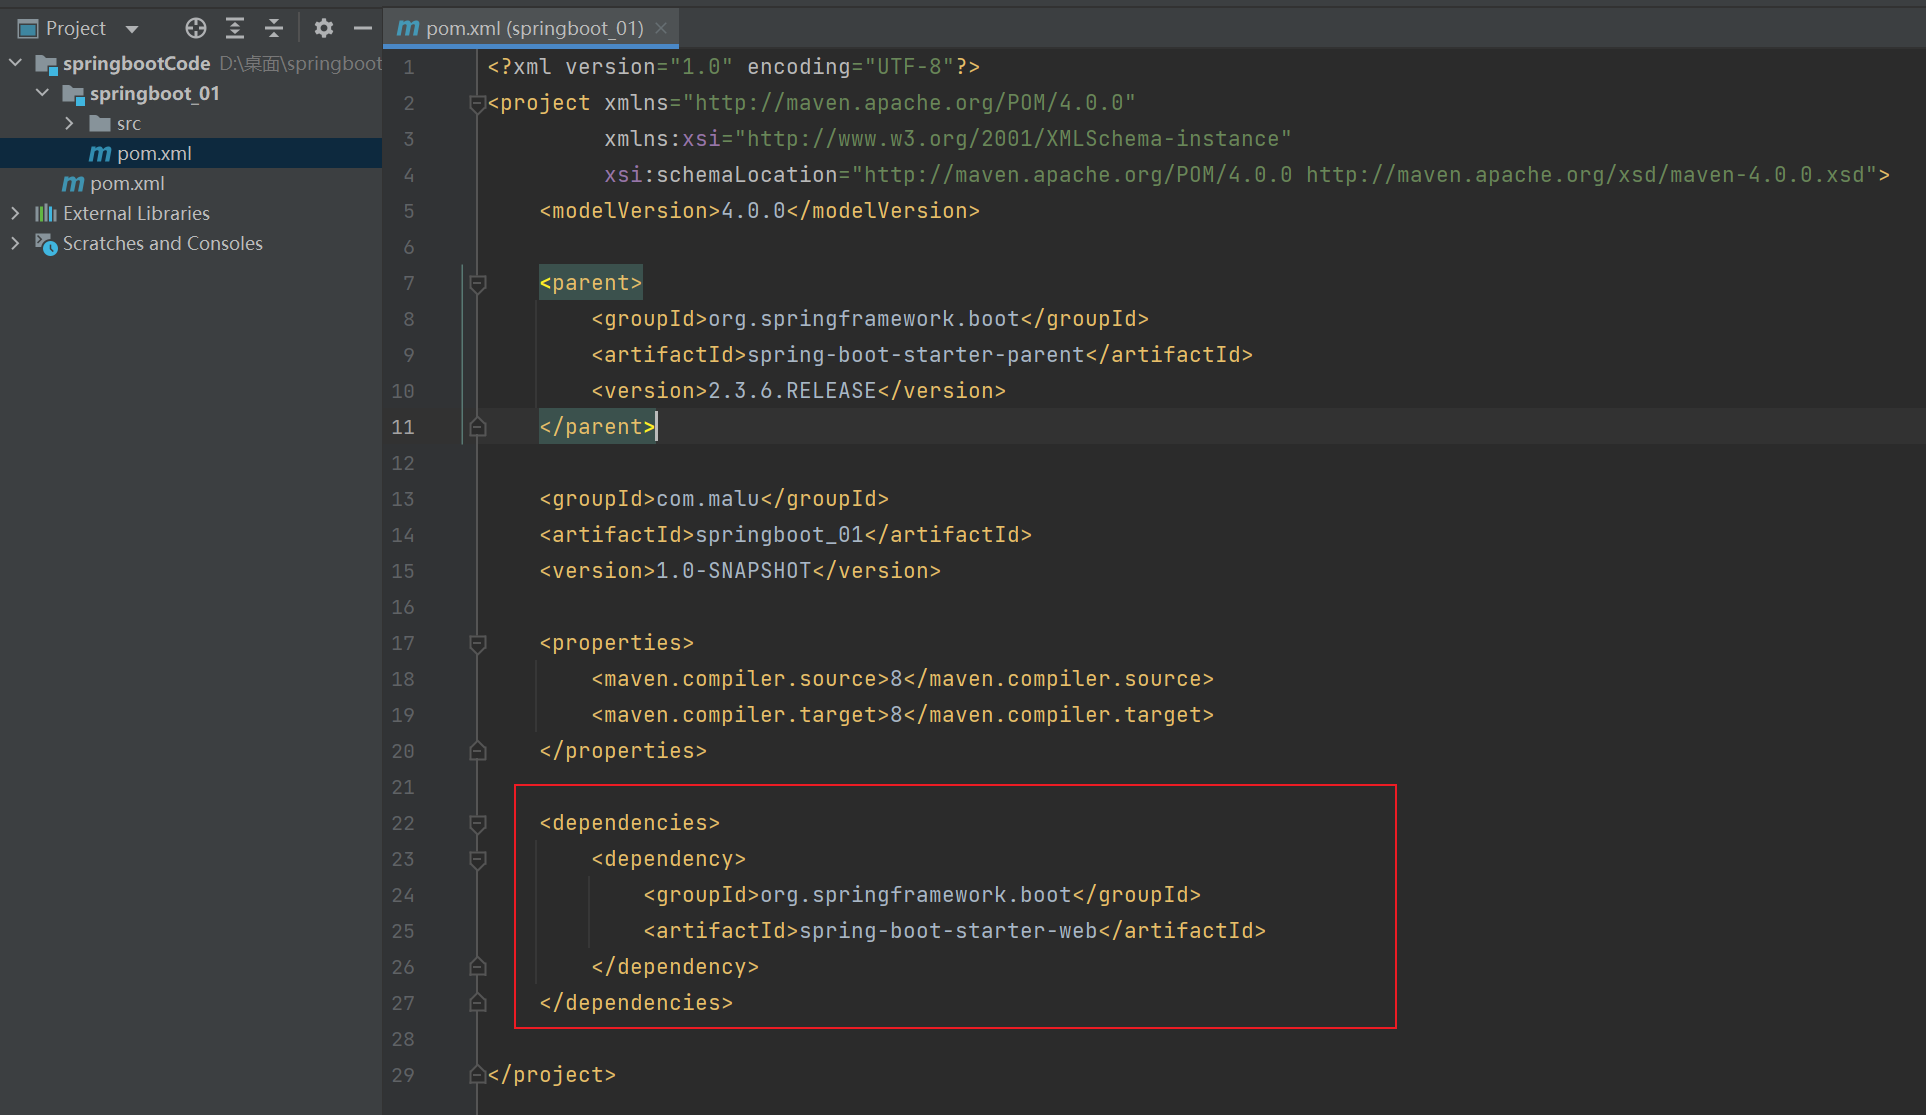 Project
pom.xml (springboot_01)
springbootCode D:\桌面\springboot
springboot_01
src
pom.xml
pom.xml
External Libraries
Scratches and Consoles
1 <?xml version="1.0" encoding="UTF-8"?>
2 <project xmlns="http://maven.apache.org/POM/4.0.0"
3 xmlns:xsi="http://www.w3.org/2001/XMLSchema-instance"
4 xsi:schemaLocation="http://maven.apache.org/POM/4.0.0 http://maven.apache.org/xsd/maven-4.0.0.xsd">
5 <modelVersion>4.0.0</modelVersion>
6
7 <parent>
8 <groupId>org.springframework.boot</groupId>
9 <artifactId>spring-boot-starter-parent</artifactId>
10 <version>2.3.6.RELEASE</version>
11 </parent>
12
13 <groupId>com.malu</groupId>
14 <artifactId>springboot_01</artifactId>
15 <version>1.0-SNAPSHOT</version>
16
17 <properties>
18 <maven.compiler.source>8</maven.compiler.source>
19 <maven.compiler.target>8</maven.compiler.target>
20 </properties>
21
22 <dependencies>
23 <dependency>
24 <groupId>org.springframework.boot</groupId>
25 <artifactId>spring-boot-starter-web</artifactId>
26 </dependency>
27 </dependencies>
28
29 </project>